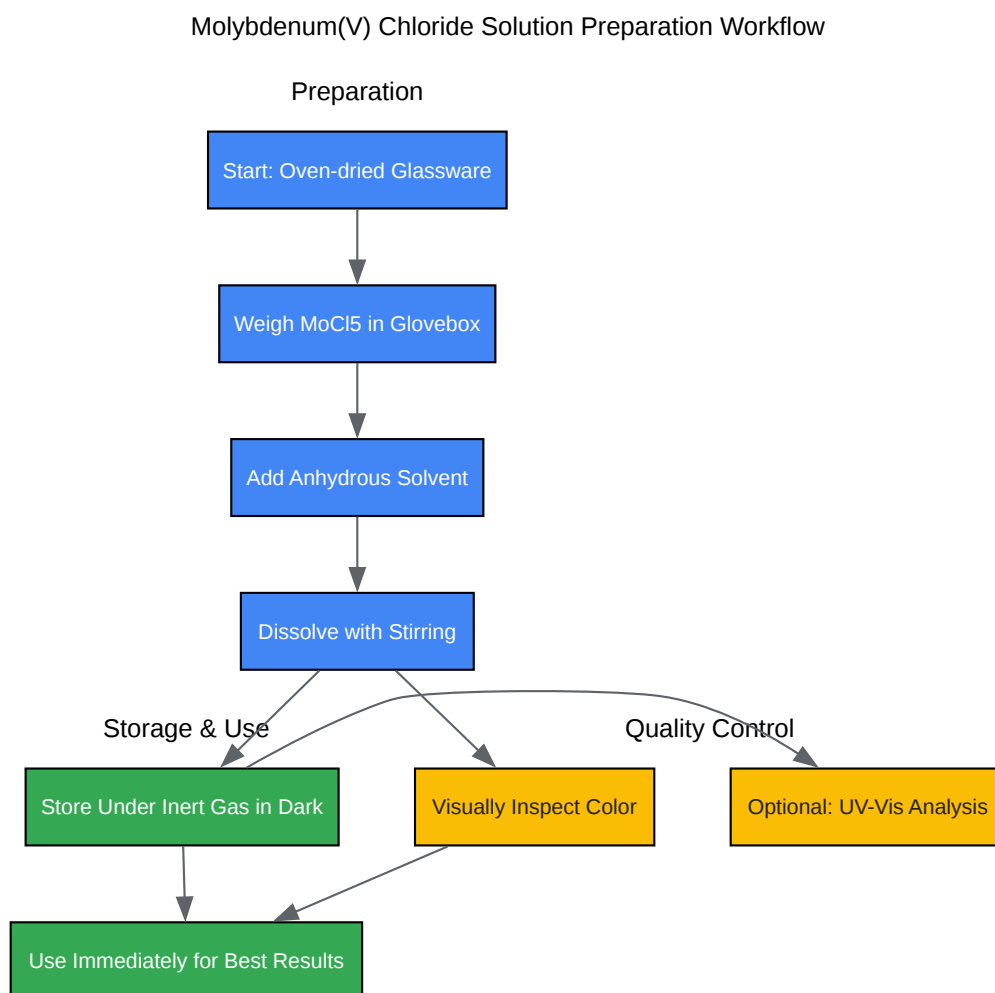 Molybdenum(V) Chloride Solution Preparation Workflow
Preparation
Start: Oven-dried Glassware
Weigh MoCl5 in Glovebox
Add Anhydrous Solvent
Dissolve with Stirring
Storage & Use
Quality Control
Store Under Inert Gas in Dark
Visually Inspect Color
Optional: UV-Vis Analysis
Use Immediately for Best Results